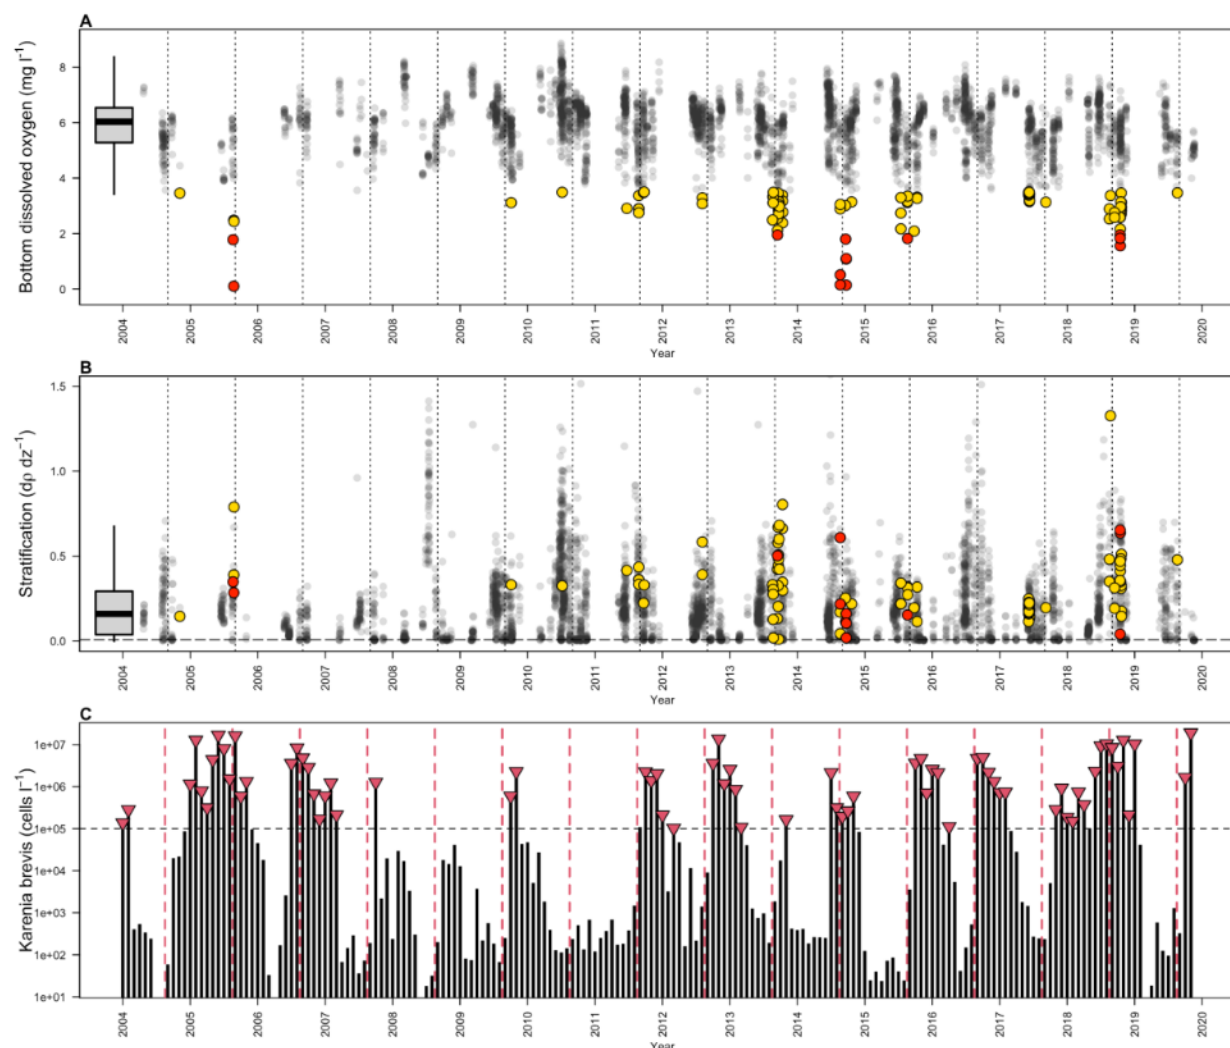 A
Bottom dissolved oxygen (mg l⁻¹)
8
6
4
2
0
2004 2005 2006 2007 2008 2009 2010 2011 2012 2013 2014 2015 2016 2017 2018 2019 2020
Year
B
Stratification (dρ dz⁻¹)
1.5
1.0
0.5
0.0
2004 2005 2006 2007 2008 2009 2010 2011 2012 2013 2014 2015 2016 2017 2018 2019 2020
Year
C
Karenia brevis (cells l⁻¹)
1e+07
1e+06
1e+05
1e+04
1e+03
1e+02
1e+01
2004 2005 2006 2007 2008 2009 2010 2011 2012 2013 2014 2015 2016 2017 2018 2019 2020
Year